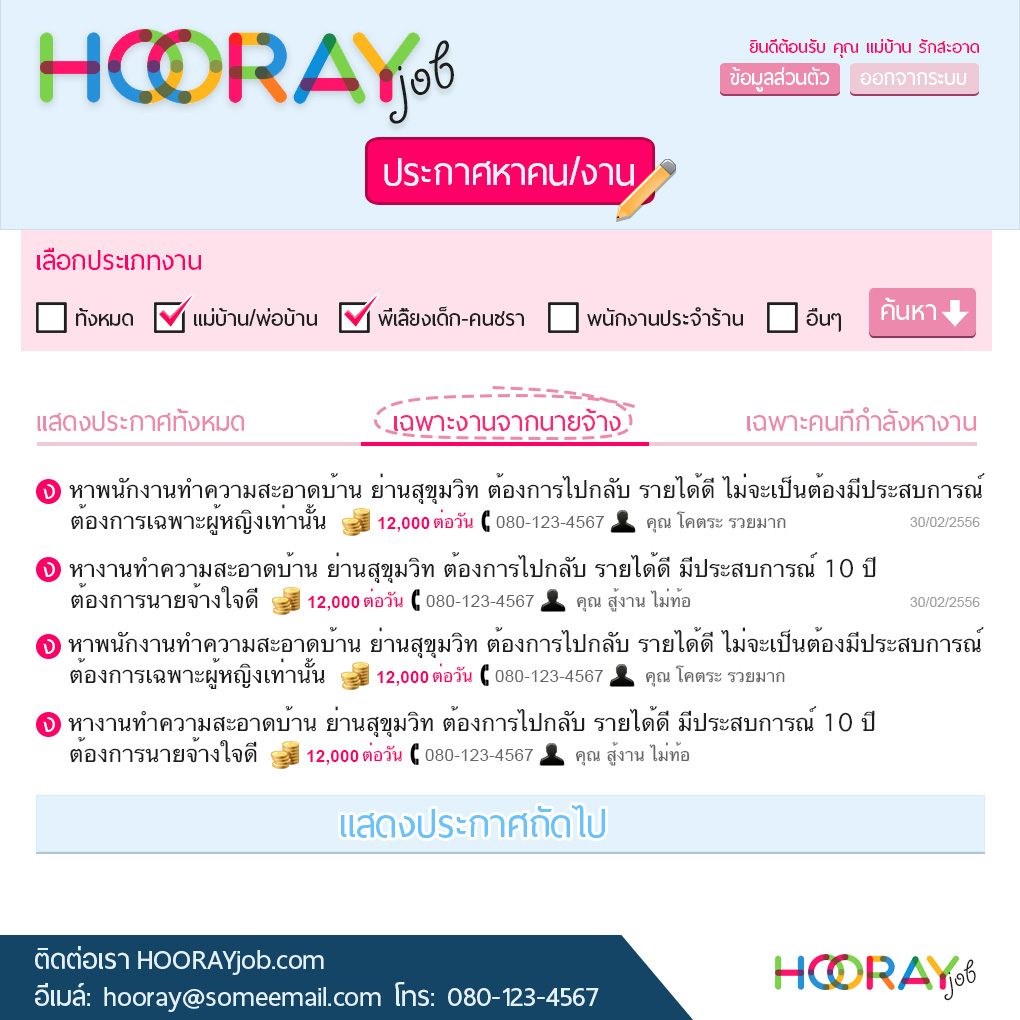 HOORAYjob
ยินดีต้อนรับ คุณ แม่บ้าน รักสะอาด
ข้อมูลส่วนตัว ออกจากระบบ
ประกาศหาคน/งาน
เลือกประเภทงาน
ทั้งหมด แม่บ้าน/พ่อบ้าน พี่เลี้ยงเด็ก-คนชรา พนักงานประจำร้าน อื่นๆ ค้นหา
แสดงประกาศทั้งหมด เฉพาะงานจากนายจ้าง เฉพาะคนที่กำลังหางาน
ง หาพนักงานทำความสะอาดบ้าน ย่านสุขุมวิท ต้องการไปกลับ รายได้ดี ไม่จะเป็นต้องมีประสบการณ์
ต้องการเฉพาะผู้หญิงเท่านั้น 12,000 ต่อวัน 080-123-4567 คุณ โคตระ รวยมาก 30/02/2556
ง หางานทำความสะอาดบ้าน ย่านสุขุมวิท ต้องการไปกลับ รายได้ดี มีประสบการณ์ 10 ปี
ต้องการนายจ้างใจดี 12,000 ต่อวัน 080-123-4567 คุณ สู้งาน ไม่ท้อ 30/02/2556
ง หาพนักงานทำความสะอาดบ้าน ย่านสุขุมวิท ต้องการไปกลับ รายได้ดี ไม่จะเป็นต้องมีประสบการณ์
ต้องการเฉพาะผู้หญิงเท่านั้น 12,000 ต่อวัน 080-123-4567 คุณ โคตระ รวยมาก
ง หางานทำความสะอาดบ้าน ย่านสุขุมวิท ต้องการไปกลับ รายได้ดี มีประสบการณ์ 10 ปี
ต้องการนายจ้างใจดี 12,000 ต่อวัน 080-123-4567 คุณ สู้งาน ไม่ท้อ
แสดงประกาศถัดไป
ติดต่อเรา HOORAYjob.com
อีเมล์: hooray@someemail.com โทร: 080-123-4567
HOORAYjob